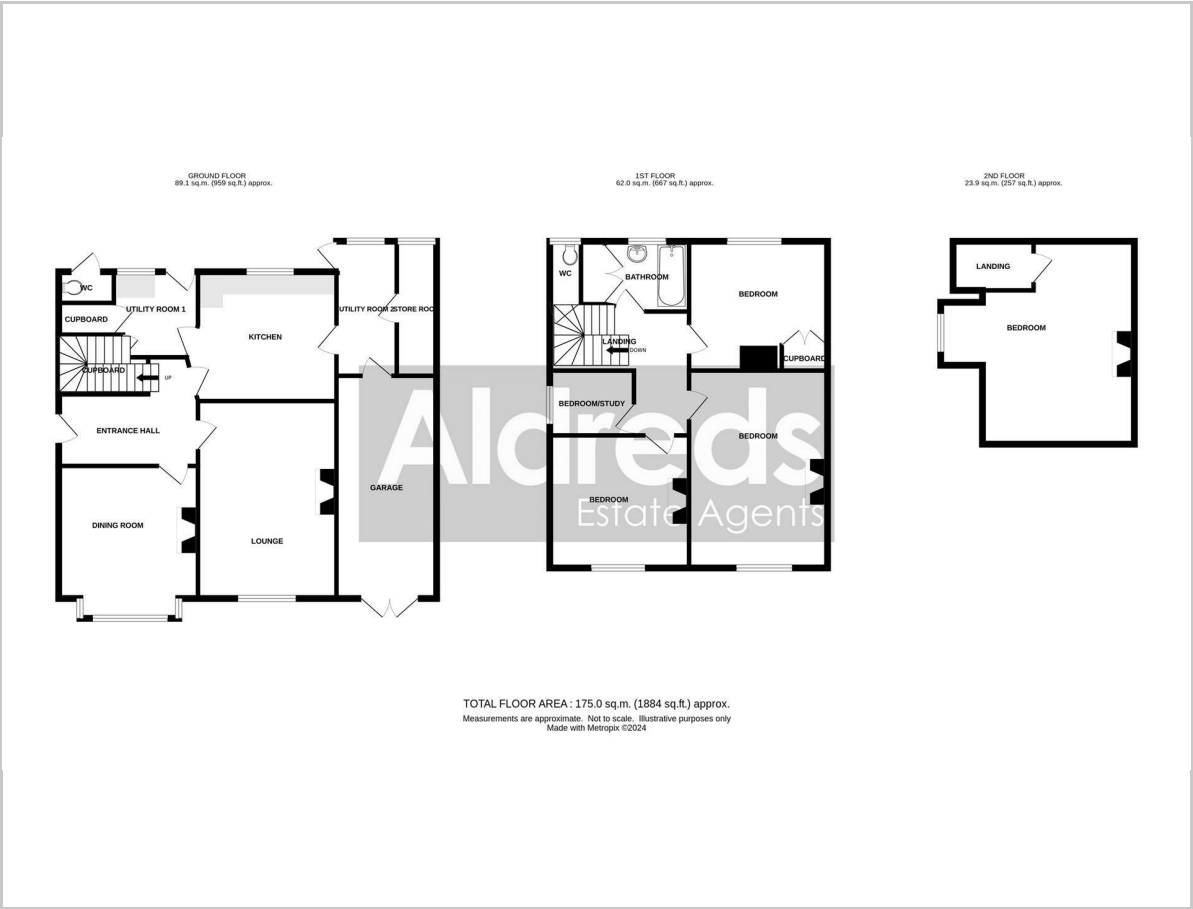 GROUND FLOOR
89.1 sq.m. (959 sq.ft.) approx.
1ST FLOOR
62.0 sq.m. (667 sq.ft.) approx.
2ND FLOOR
23.9 sq.m. (257 sq.ft.) approx.
WC
UTILITY ROOM 1
CUPBOARD
KITCHEN
UTILITY ROOM 2
STORE ROO
CUPBOARD
UP
ENTRANCE HALL
DINING ROOM
LOUNGE
GARAGE
WC
BATHROOM
BEDROOM
LANDING
DOWN
CUPBOARD
BEDROOM/STUDY
BEDROOM
BEDROOM
LANDING
BEDROOM
Aldreds
Estate Agents
TOTAL FLOOR AREA : 175.0 sq.m. (1884 sq.ft.) approx.
Measurements are approximate. Not to scale. Illustrative purposes only
Made with Metropix ©2024